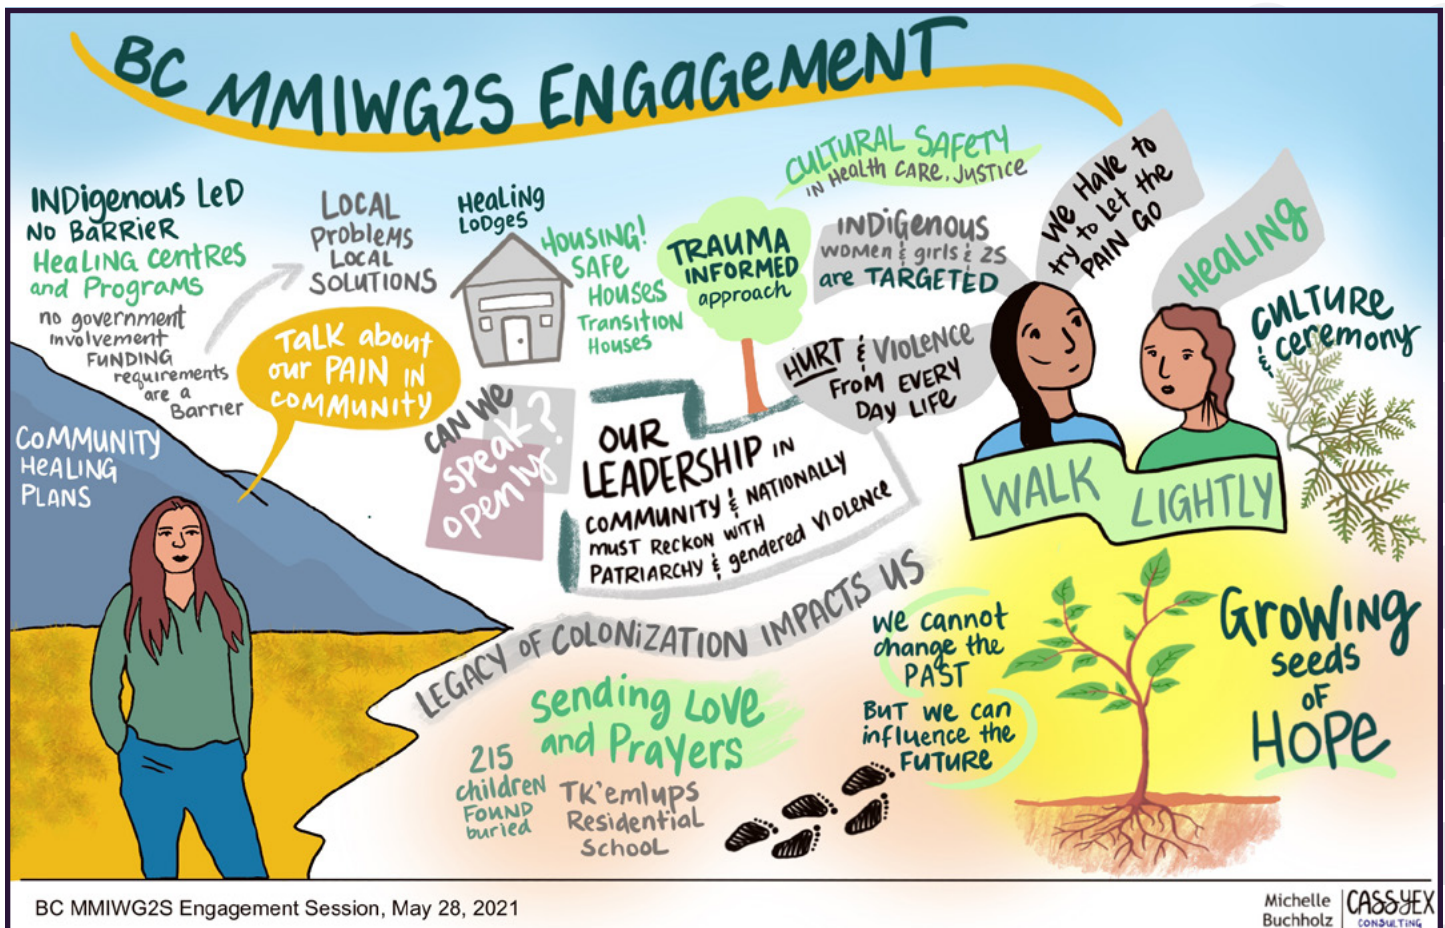 BC MMIWG2S ENGAGEMENT
INDIGENOUS LED
NO BARRIER
HEALING CENTRES
and Programs
no government
involvement
FUNDING
requirements
are a
Barrier
LOCAL
Problems
LOCAL
SOLUTIONS
Healing
Lodges
HOUSING!
SAFE
HOUSES
Transition
Houses
TALK about
our PAIN IN
COMMUNITY
COMMUNITY
HEALING
PLANS
CULTURAL SAFETY
IN HEALTH CARE, JUSTICE
TRAUMA
INFORMED
approach
INDIGENOUS
women & girls & 2S
are TARGETED
WE HAVE to
try to Let the
PAIN GO
HEALING
CULTURE
& ceremony
HURT & VIOLENCE
FROM EVERY
DAY LIFE
CAN WE
speak?
openly
OUR
LEADERSHIP IN
COMMUNITY & NATIONALLY
must RECKON WITH
PATRIARCHY & gendered VIOLENCE
WALK LIGHTLY
LEGACY OF COLONIZATION IMPACTS US
Sending Love
and Prayers
215
children
FOUND
buried
TK'emlups
Residential
SCHOOL
We cannot
change the
PAST
BUT we can
influence the
FUTURE
GROWING
seeds
OF
HOPE
BC MMIWG2S Engagement Session, May 28, 2021
Michelle
Buchholz
CASSYEX
CONSULTING